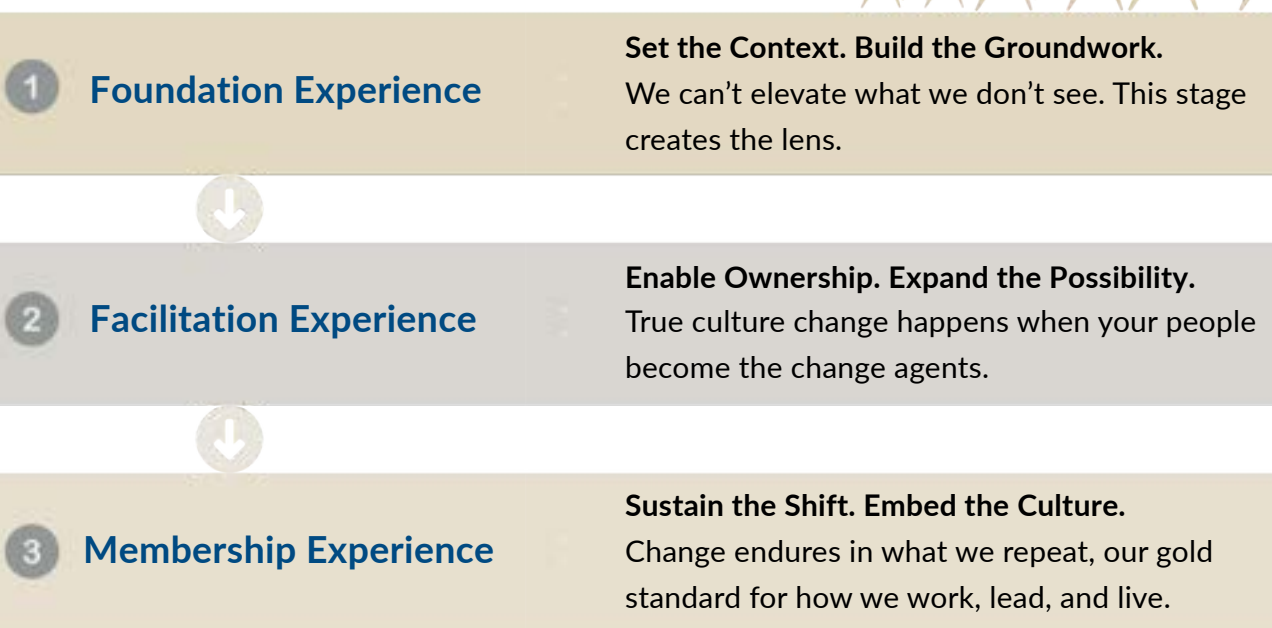 1
Foundation Experience
Set the Context. Build the Groundwork.
We can’t elevate what we don’t see. This stage
creates the lens.
2
Facilitation Experience
Enable Ownership. Expand the Possibility.
True culture change happens when your people
become the change agents.
3
Membership Experience
Sustain the Shift. Embed the Culture.
Change endures in what we repeat, our gold
standard for how we work, lead, and live.